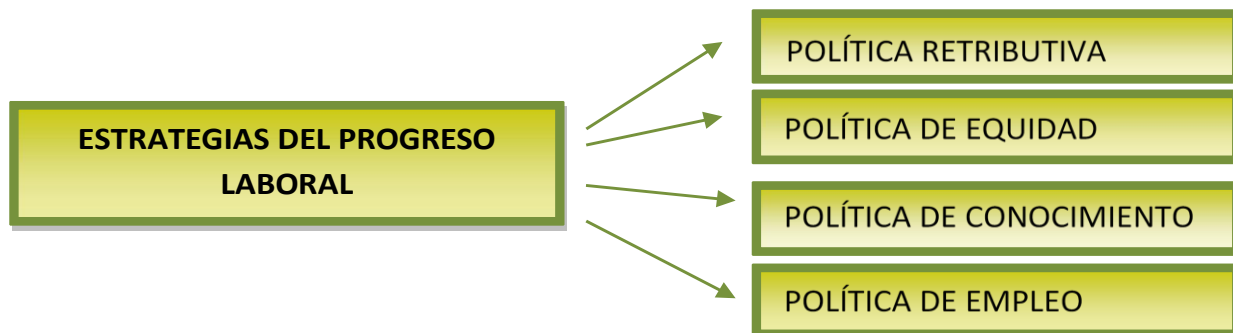 ESTRATEGIAS DEL PROGRESO
LABORAL
POLÍTICA RETRIBUTIVA
POLÍTICA DE EQUIDAD
POLÍTICA DE CONOCIMIENTO
POLÍTICA DE EMPLEO